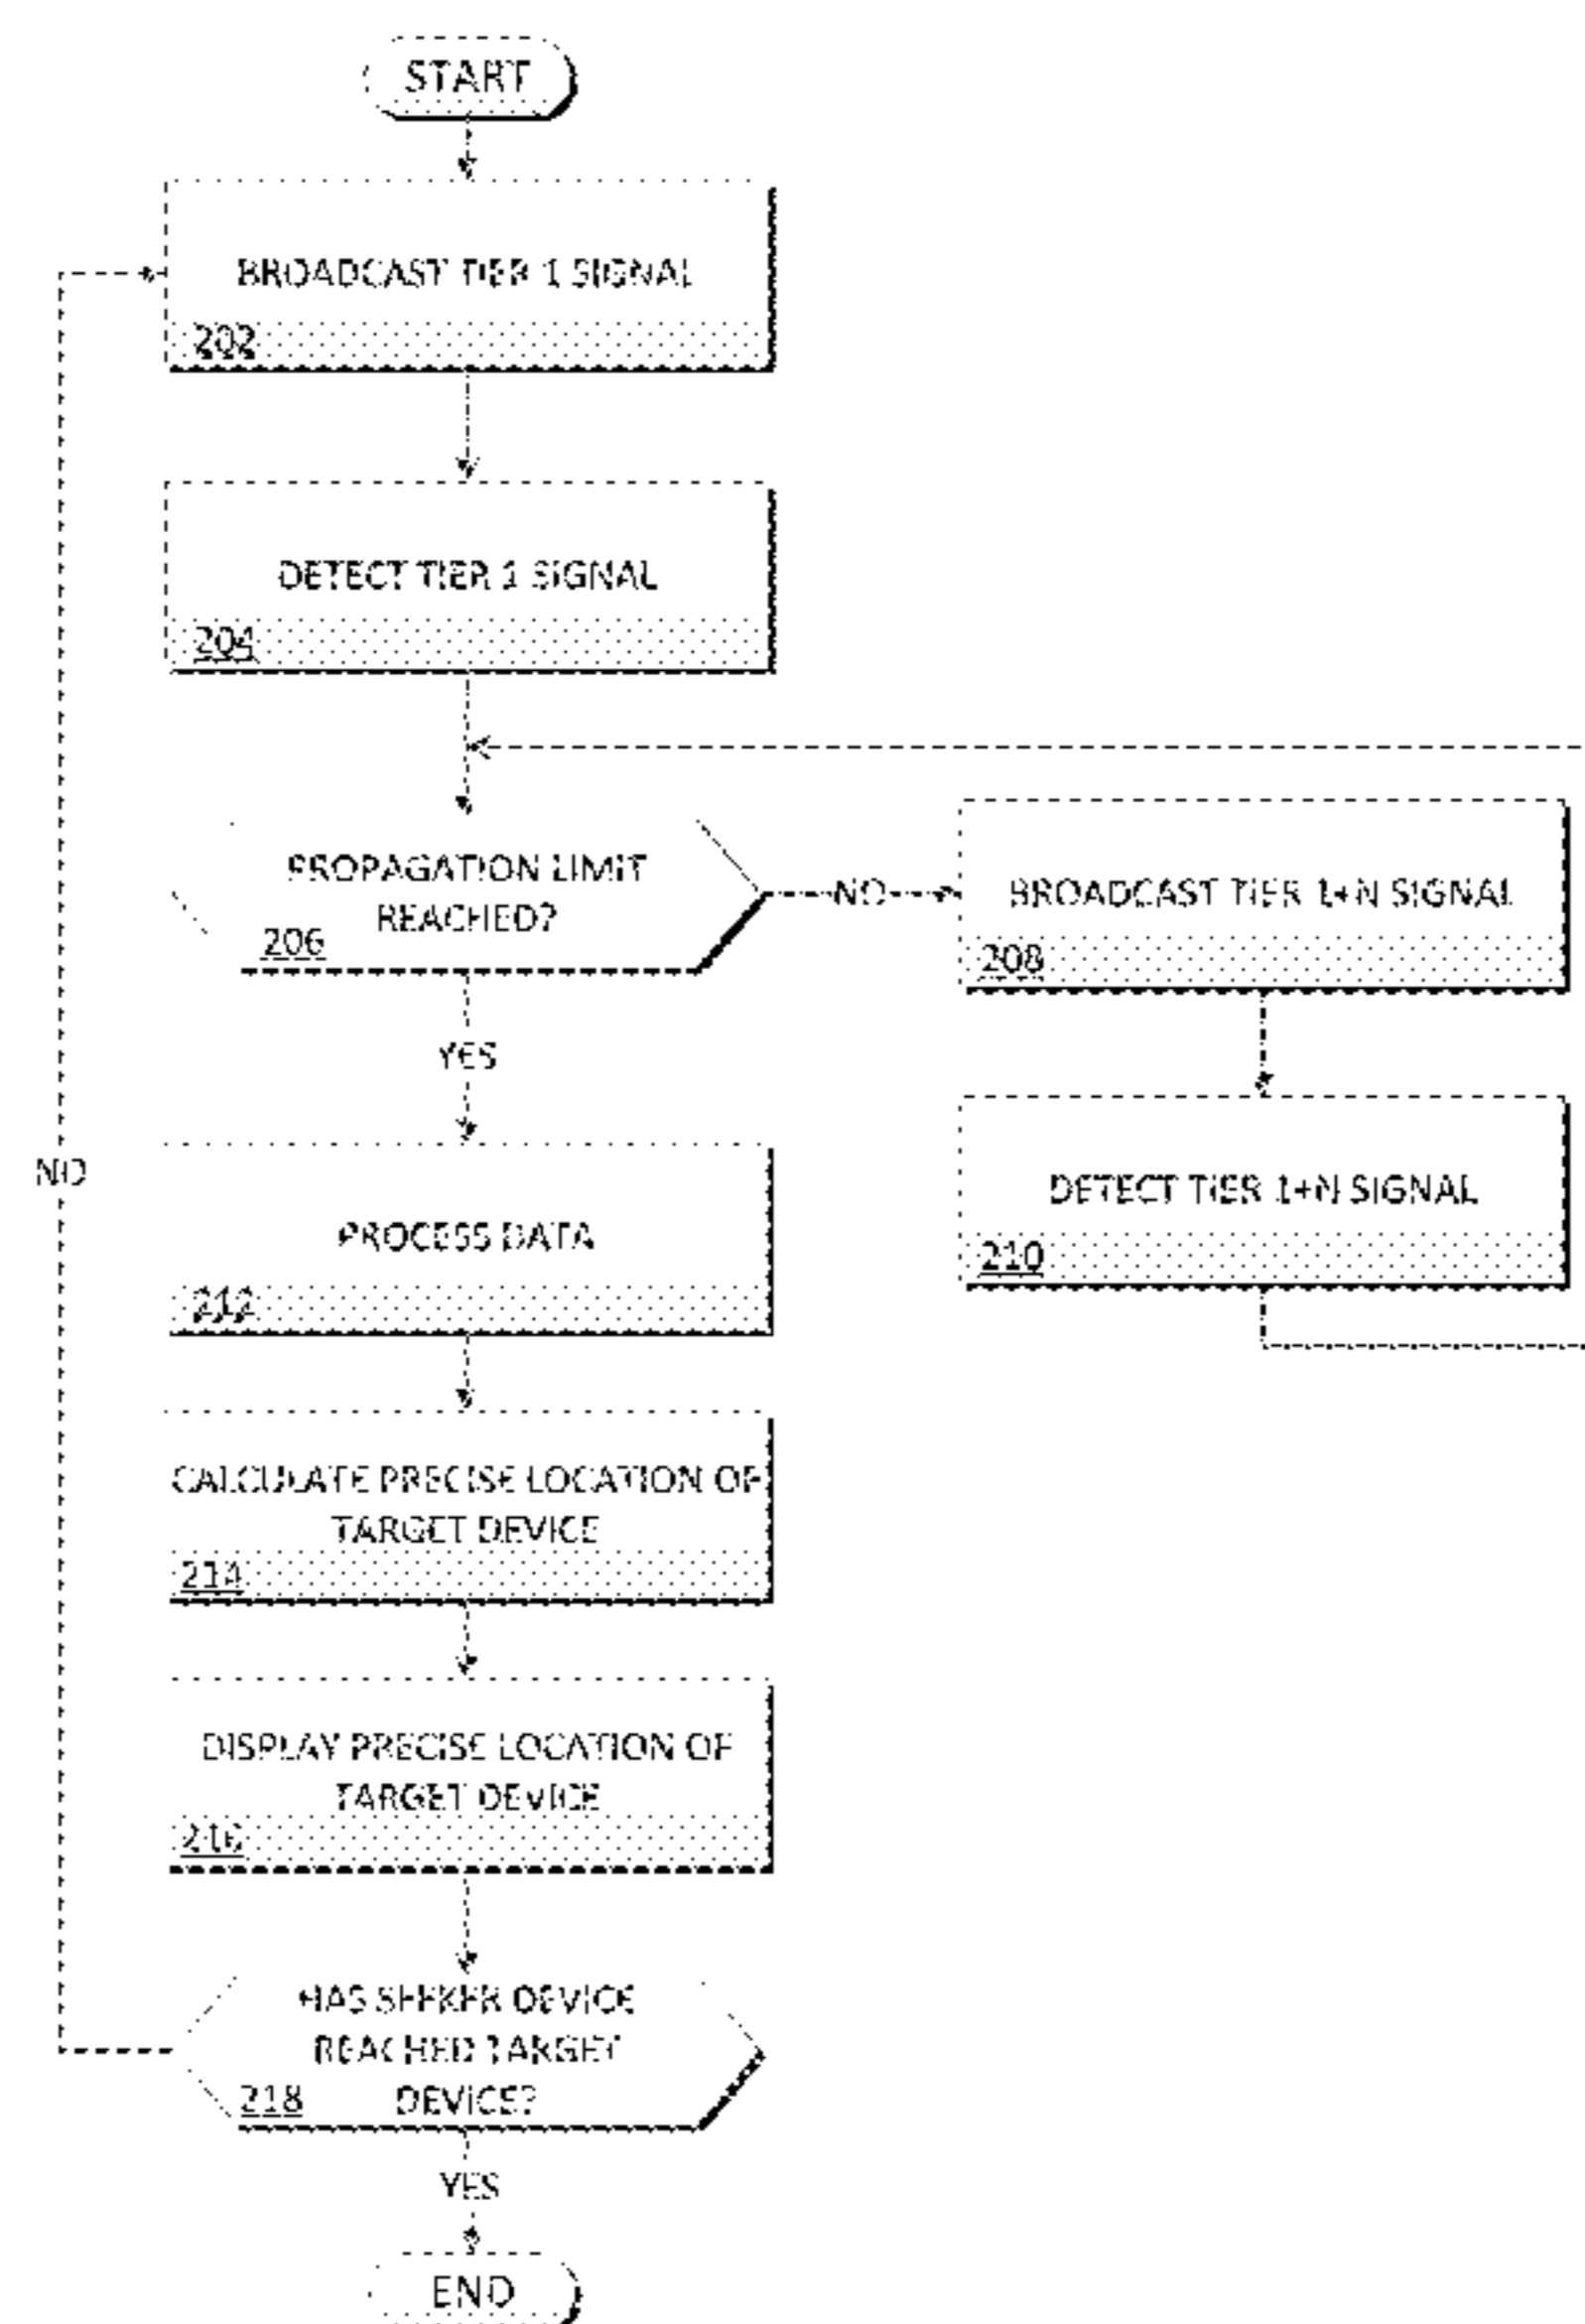 START
BROADCAST TIER 1 SIGNAL
202
DETECT TIER 1 SIGNAL
204
PROPAGATION LIMIT
REACHED?
206
NO
BROADCAST TIER 1+N SIGNAL
208
YES
DETECT TIER 1+N SIGNAL
210
NO
PROCESS DATA
212
CALCULATE PRECISE LOCATION OF
TARGET DEVICE
214
DISPLAY PRECISE LOCATION OF
TARGET DEVICE
216
HAS SEEKER DEVICE
REACHED TARGET
DEVICE?
218
YES
END